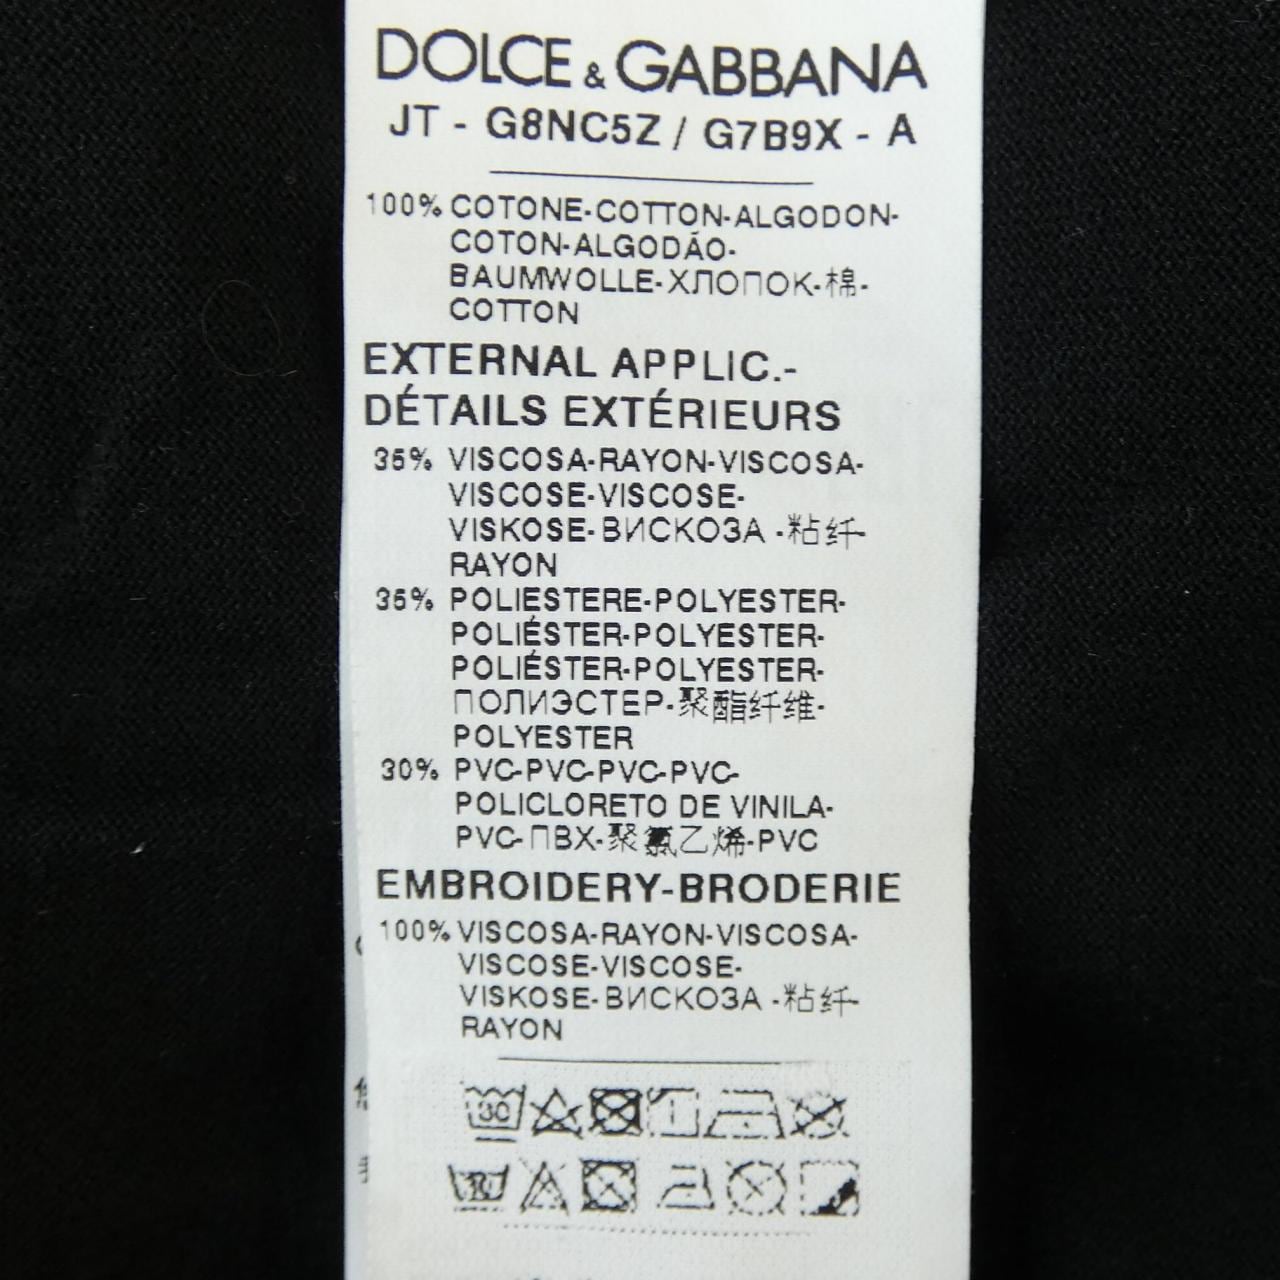 DOLCE & GABBANA
JT - G8NC5Z / G7B9X - A
100% COTONE-COTTON-ALGODON-
COTON-ALGODÃO-
BAUMWOLLE-ХЛОПОК-棉-
COTTON
EXTERNAL APPLIC.-
DÉTAILS EXTÉRIEURS
35% VISCOSA-RAYON-VISCOSA-
VISCOSE-VISCOSE-
VISKOSE-ВИСКОЗА -粘纤-
RAYON
35% POLIESTERE-POLYESTER-
POLIÉSTER-POLYESTER-
POLIÉSTER-POLYESTER-
ПОЛИЭСТЕР-聚酯纤维-
POLYESTER
30% PVC-PVC-PVC-PVC-
POLICLORETO DE VINILA-
PVC-ПВХ-聚氯乙烯-PVC
EMBROIDERY-BRODERIE
100% VISCOSA-RAYON-VISCOSA-
VISCOSE-VISCOSE-
VISKOSE-ВИСКОЗА -粘纤-
RAYON
30